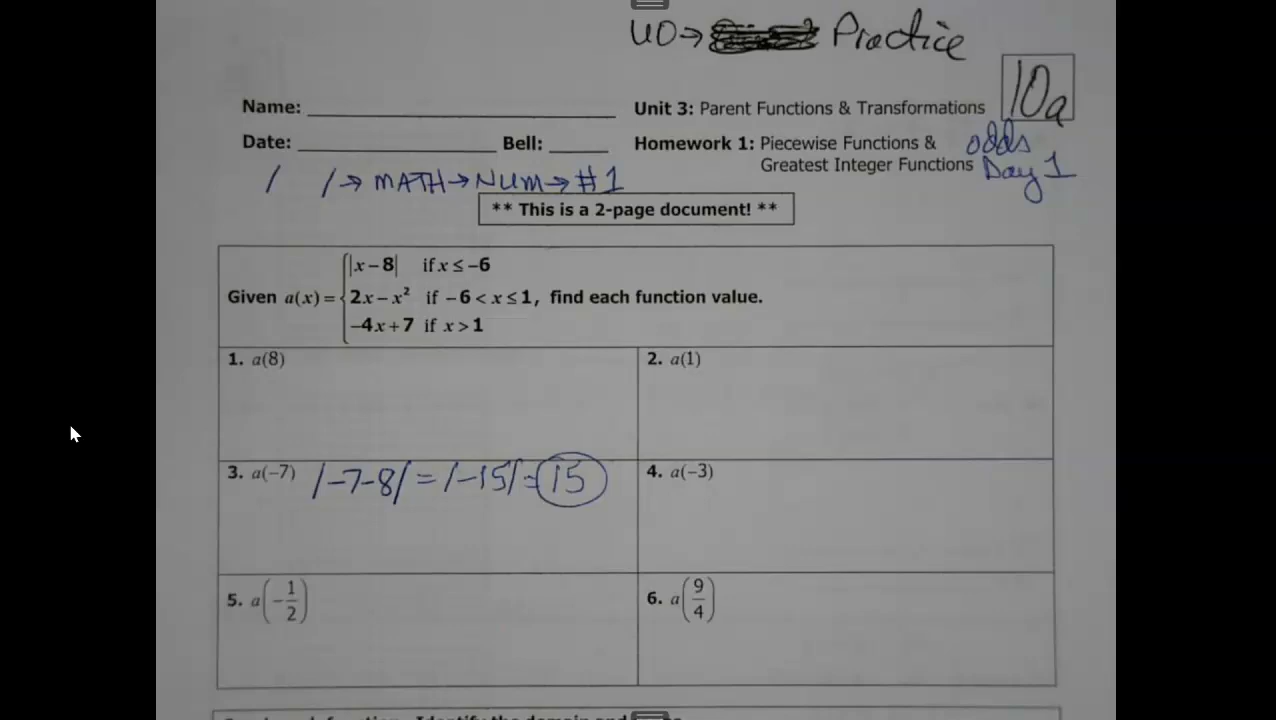 UO→ Practice
10a
Name: ____________ Unit 3: Parent Functions & Transformations
Date: ____________ Bell: ______ Homework 1: Piecewise Functions & odds
Greatest Integer Functions Day 1
/ /→ MATH→NUM→#1
** This is a 2-page document! **
|x−8| if x ≤ −6
Given a(x) = { 2x − x² if −6 < x ≤ 1, find each function value.
−4x+7 if x > 1
1. a(8) 2. a(1)
3. a(−7) |−7−8| = |−15| = 15 4. a(−3)
5. a(−1/2) 6. a(9/4)